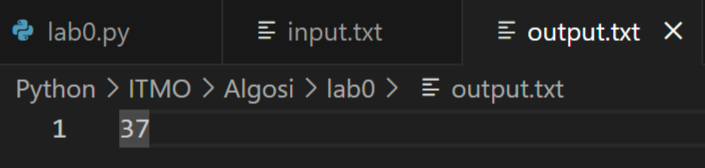 lab0.py input.txt output.txt
Python > ITMO > Algosi > lab0 > output.txt
1 37